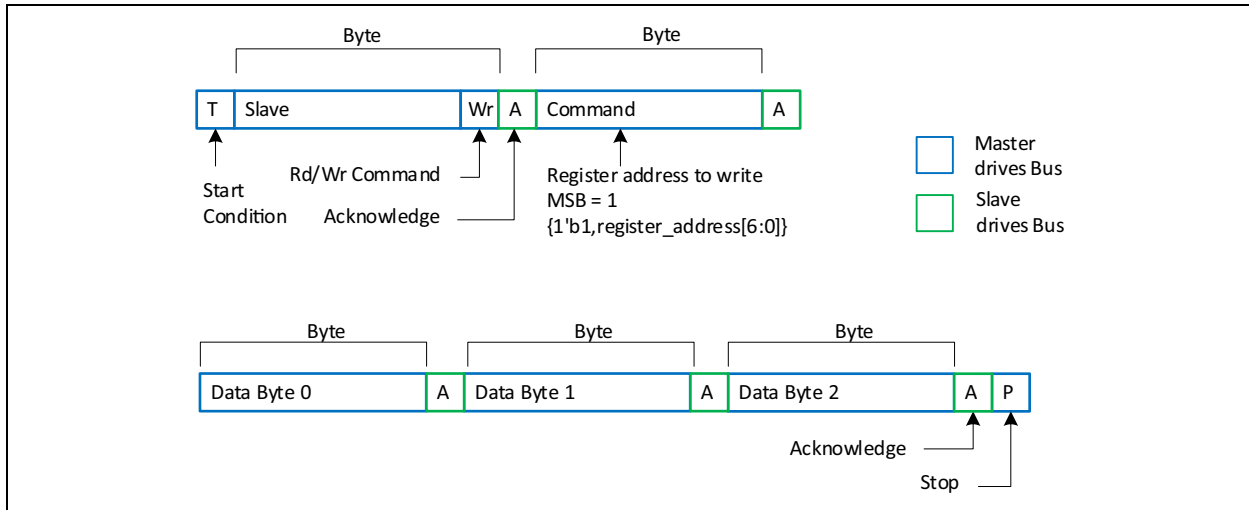 Byte
Byte
T Slave Wr A Command A
Rd/Wr Command
Start
Condition
Acknowledge
Register address to write
MSB = 1
{1'b1,register_address[6:0]}
Master
drives Bus
Slave
drives Bus
Byte
Byte
Byte
Data Byte 0 A Data Byte 1 A Data Byte 2 A P
Acknowledge
Stop